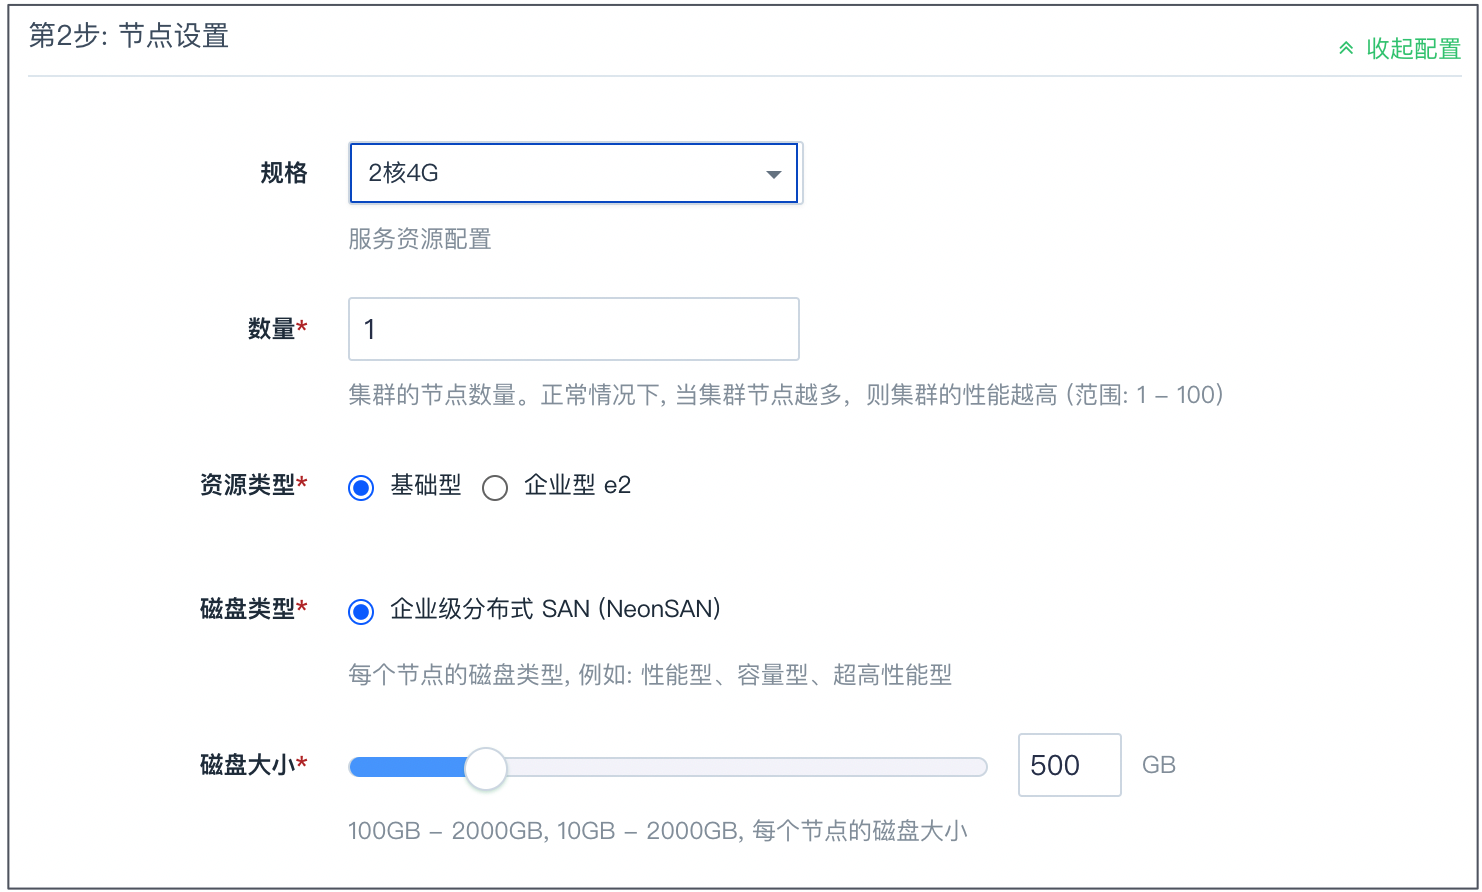 第2步: 节点设置
收起配置
规格
2核4G
服务资源配置
数量*
1
集群的节点数量。正常情况下, 当集群节点越多，则集群的性能越高 (范围: 1 – 100)
资源类型*
基础型 企业型 e2
磁盘类型*
企业级分布式 SAN (NeonSAN)
每个节点的磁盘类型, 例如: 性能型、容量型、超高性能型
磁盘大小*
500 GB
100GB – 2000GB, 10GB – 2000GB, 每个节点的磁盘大小